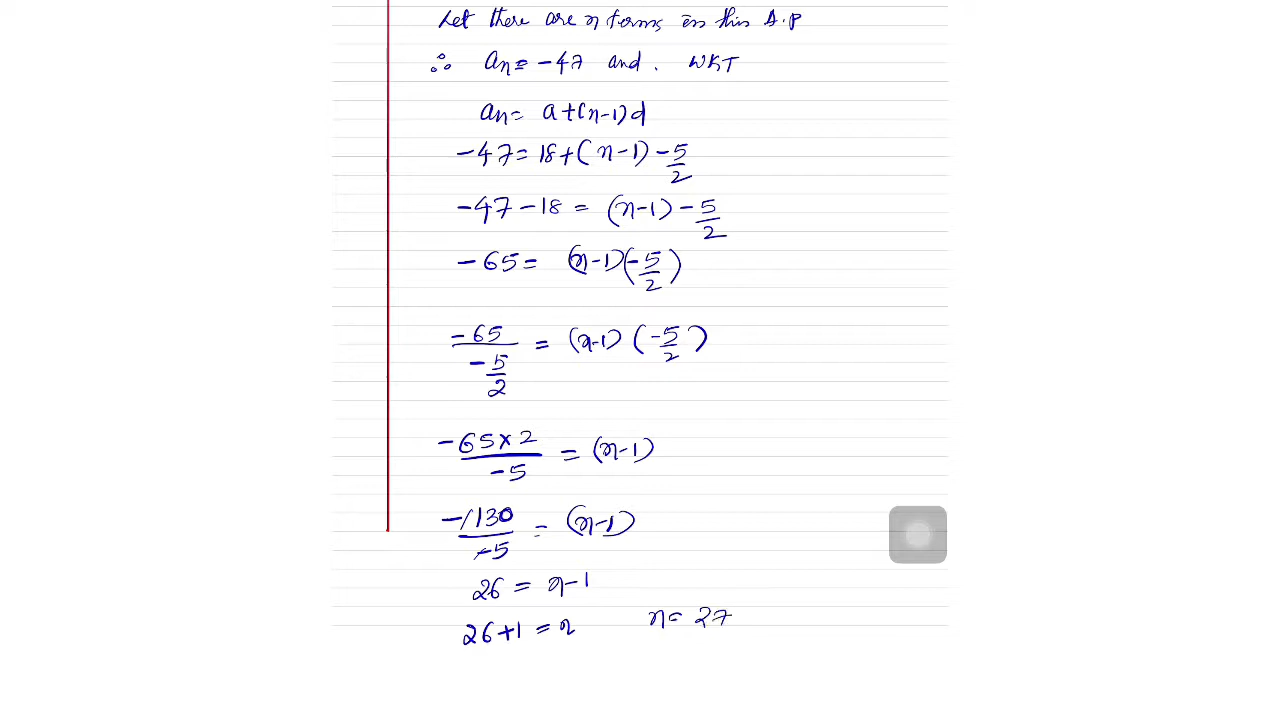 Let there are n terms in this A.P
∴ an = -47 and . WKT
an = a+(n-1)d
-47 = 18+(n-1) -5/2
-47-18 = (n-1) -5/2
-65 = (n-1)(-5/2)
-65/(-5/2) = (n-1) (-5/2)
-65×2/-5 = (n-1)
-130/-5 = (n-1)
26 = n-1
26+1 = n n= 27